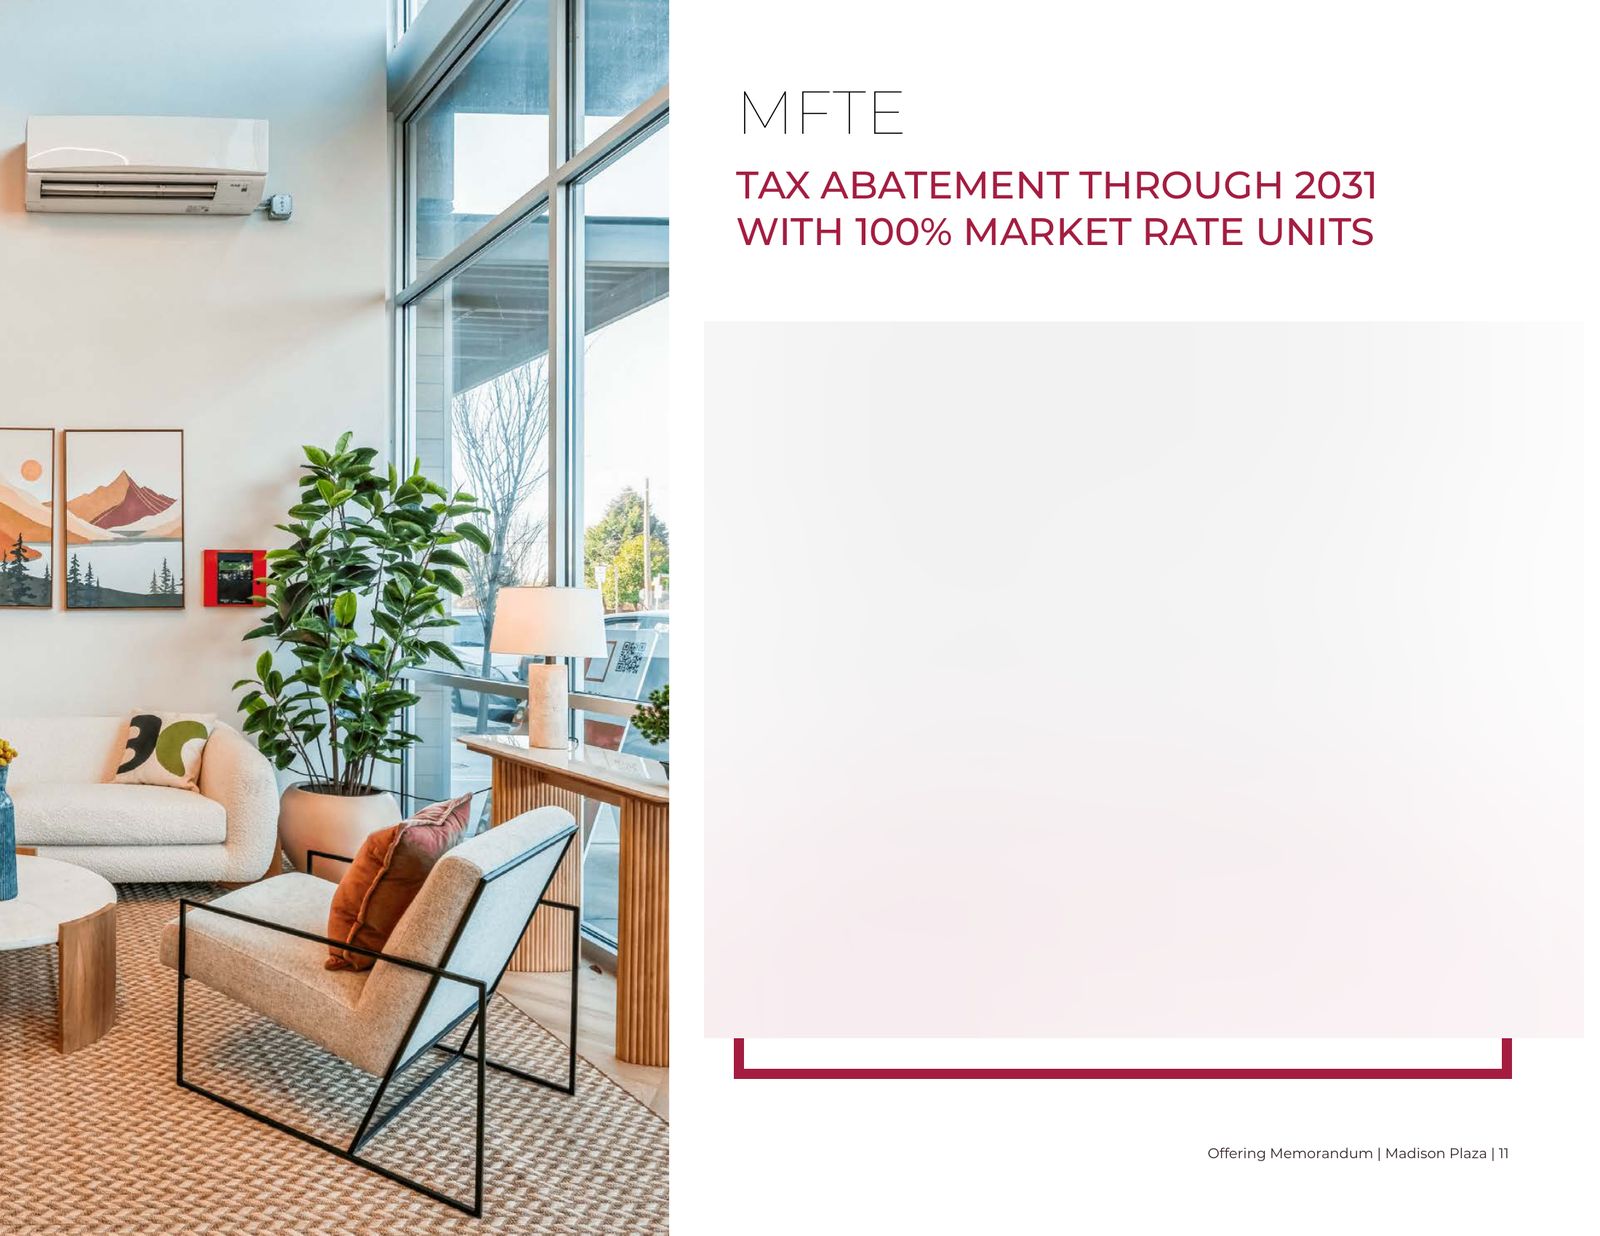 MFTE
TAX ABATEMENT THROUGH 2031
WITH 100% MARKET RATE UNITS
Offering Memorandum | Madison Plaza | 11